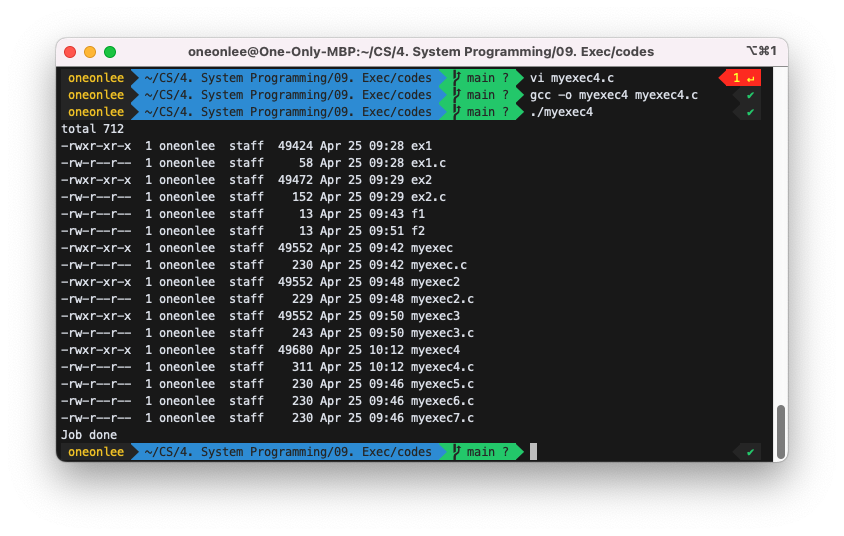 oneonlee@One-Only-MBP:~/CS/4. System Programming/09. Exec/codes ⌥⌘1
oneonlee ~/CS/4. System Programming/09. Exec/codes main ? vi myexec4.c 1 ↵
oneonlee ~/CS/4. System Programming/09. Exec/codes main ? gcc -o myexec4 myexec4.c ✔
oneonlee ~/CS/4. System Programming/09. Exec/codes main ? ./myexec4 ✔
total 712
-rwxr-xr-x 1 oneonlee staff 49424 Apr 25 09:28 ex1
-rw-r--r-- 1 oneonlee staff 58 Apr 25 09:28 ex1.c
-rwxr-xr-x 1 oneonlee staff 49472 Apr 25 09:29 ex2
-rw-r--r-- 1 oneonlee staff 152 Apr 25 09:29 ex2.c
-rw-r--r-- 1 oneonlee staff 13 Apr 25 09:43 f1
-rw-r--r-- 1 oneonlee staff 13 Apr 25 09:51 f2
-rwxr-xr-x 1 oneonlee staff 49552 Apr 25 09:42 myexec
-rw-r--r-- 1 oneonlee staff 230 Apr 25 09:42 myexec.c
-rwxr-xr-x 1 oneonlee staff 49552 Apr 25 09:48 myexec2
-rw-r--r-- 1 oneonlee staff 229 Apr 25 09:48 myexec2.c
-rwxr-xr-x 1 oneonlee staff 49552 Apr 25 09:50 myexec3
-rw-r--r-- 1 oneonlee staff 243 Apr 25 09:50 myexec3.c
-rwxr-xr-x 1 oneonlee staff 49680 Apr 25 10:12 myexec4
-rw-r--r-- 1 oneonlee staff 311 Apr 25 10:12 myexec4.c
-rw-r--r-- 1 oneonlee staff 230 Apr 25 09:46 myexec5.c
-rw-r--r-- 1 oneonlee staff 230 Apr 25 09:46 myexec6.c
-rw-r--r-- 1 oneonlee staff 230 Apr 25 09:46 myexec7.c
Job done
oneonlee ~/CS/4. System Programming/09. Exec/codes main ? ✔